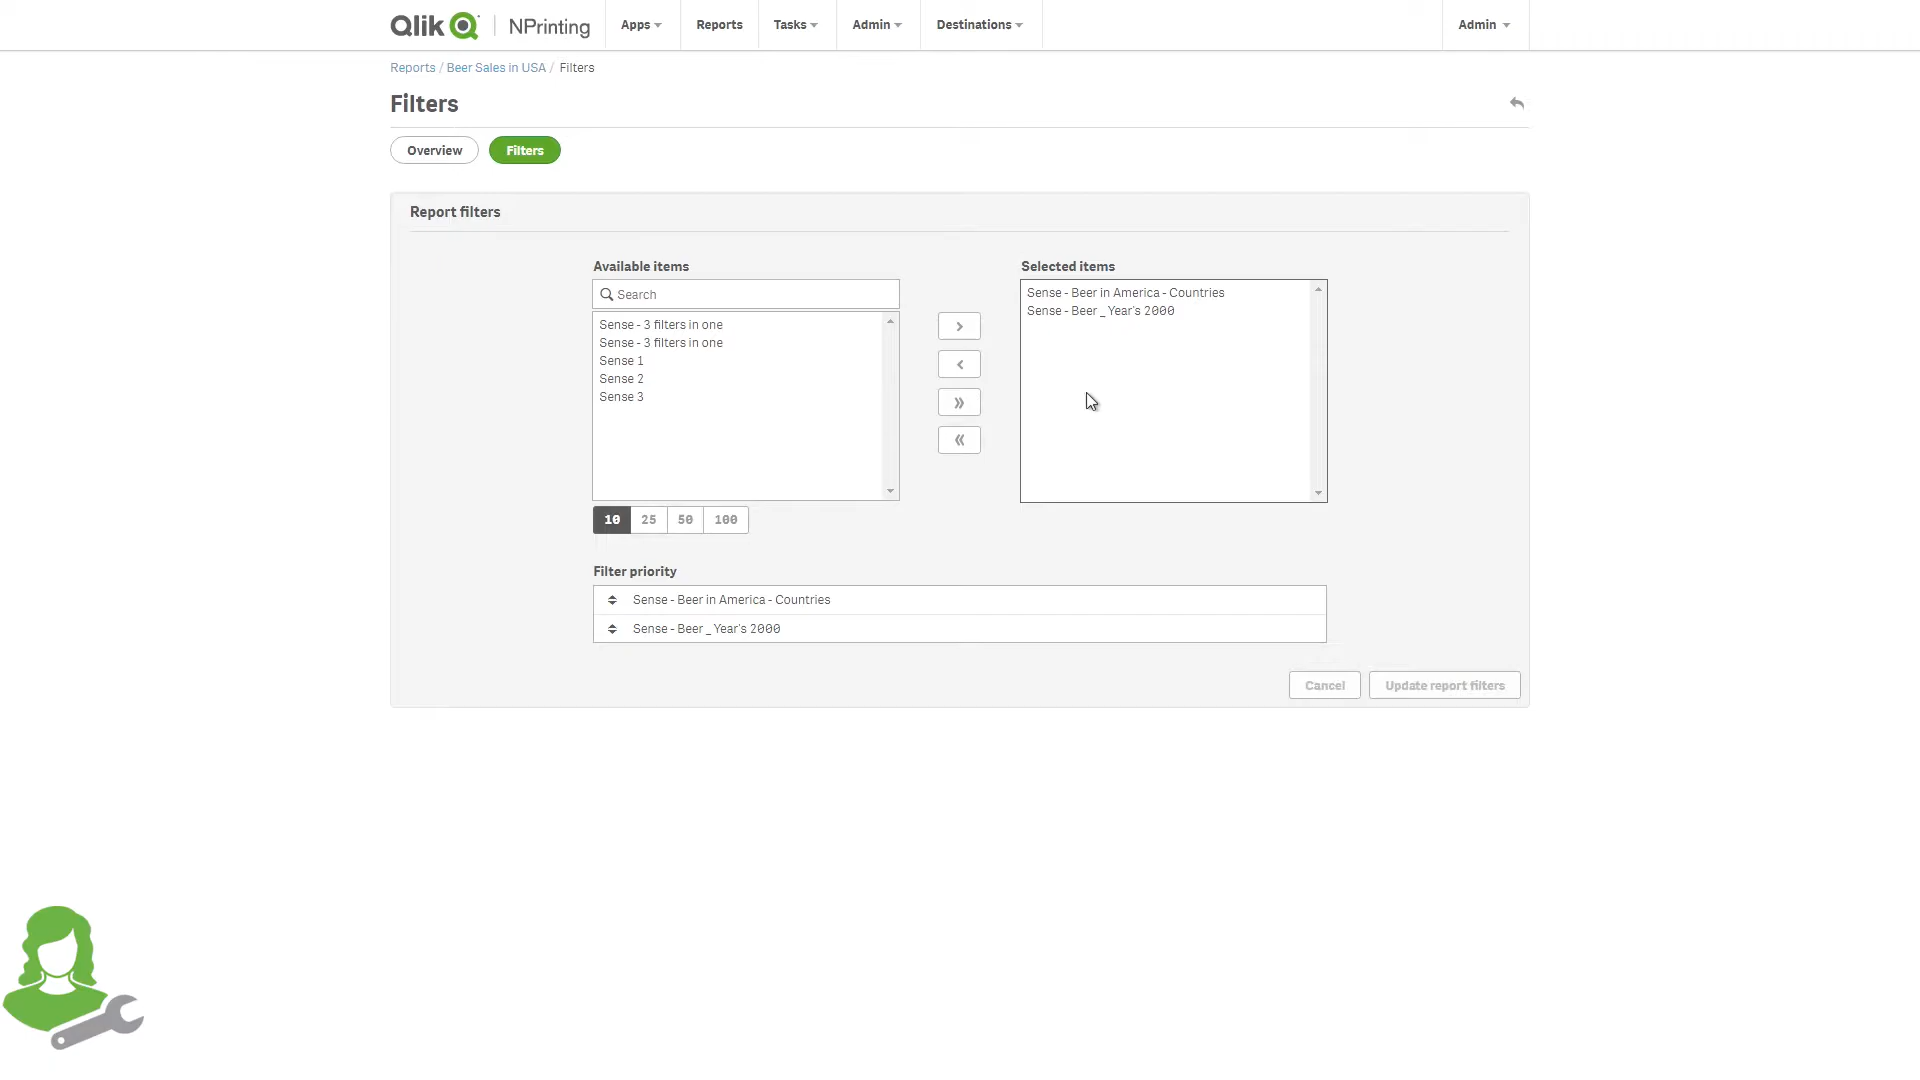 Qlik | NPrinting
Apps
Reports
Tasks
Admin
Destinations
Admin
Reports / Beer Sales in USA / Filters
Filters
Overview
Filters
Report filters
Available items
Search
Sense - 3 filters in one
Sense - 3 filters in one
Sense 1
Sense 2
Sense 3
10 25 50 100
Selected items
Sense - Beer in America - Countries
Sense - Beer _ Year's 2000
Filter priority
Sense - Beer in America - Countries
Sense - Beer _ Year's 2000
Cancel
Update report filters